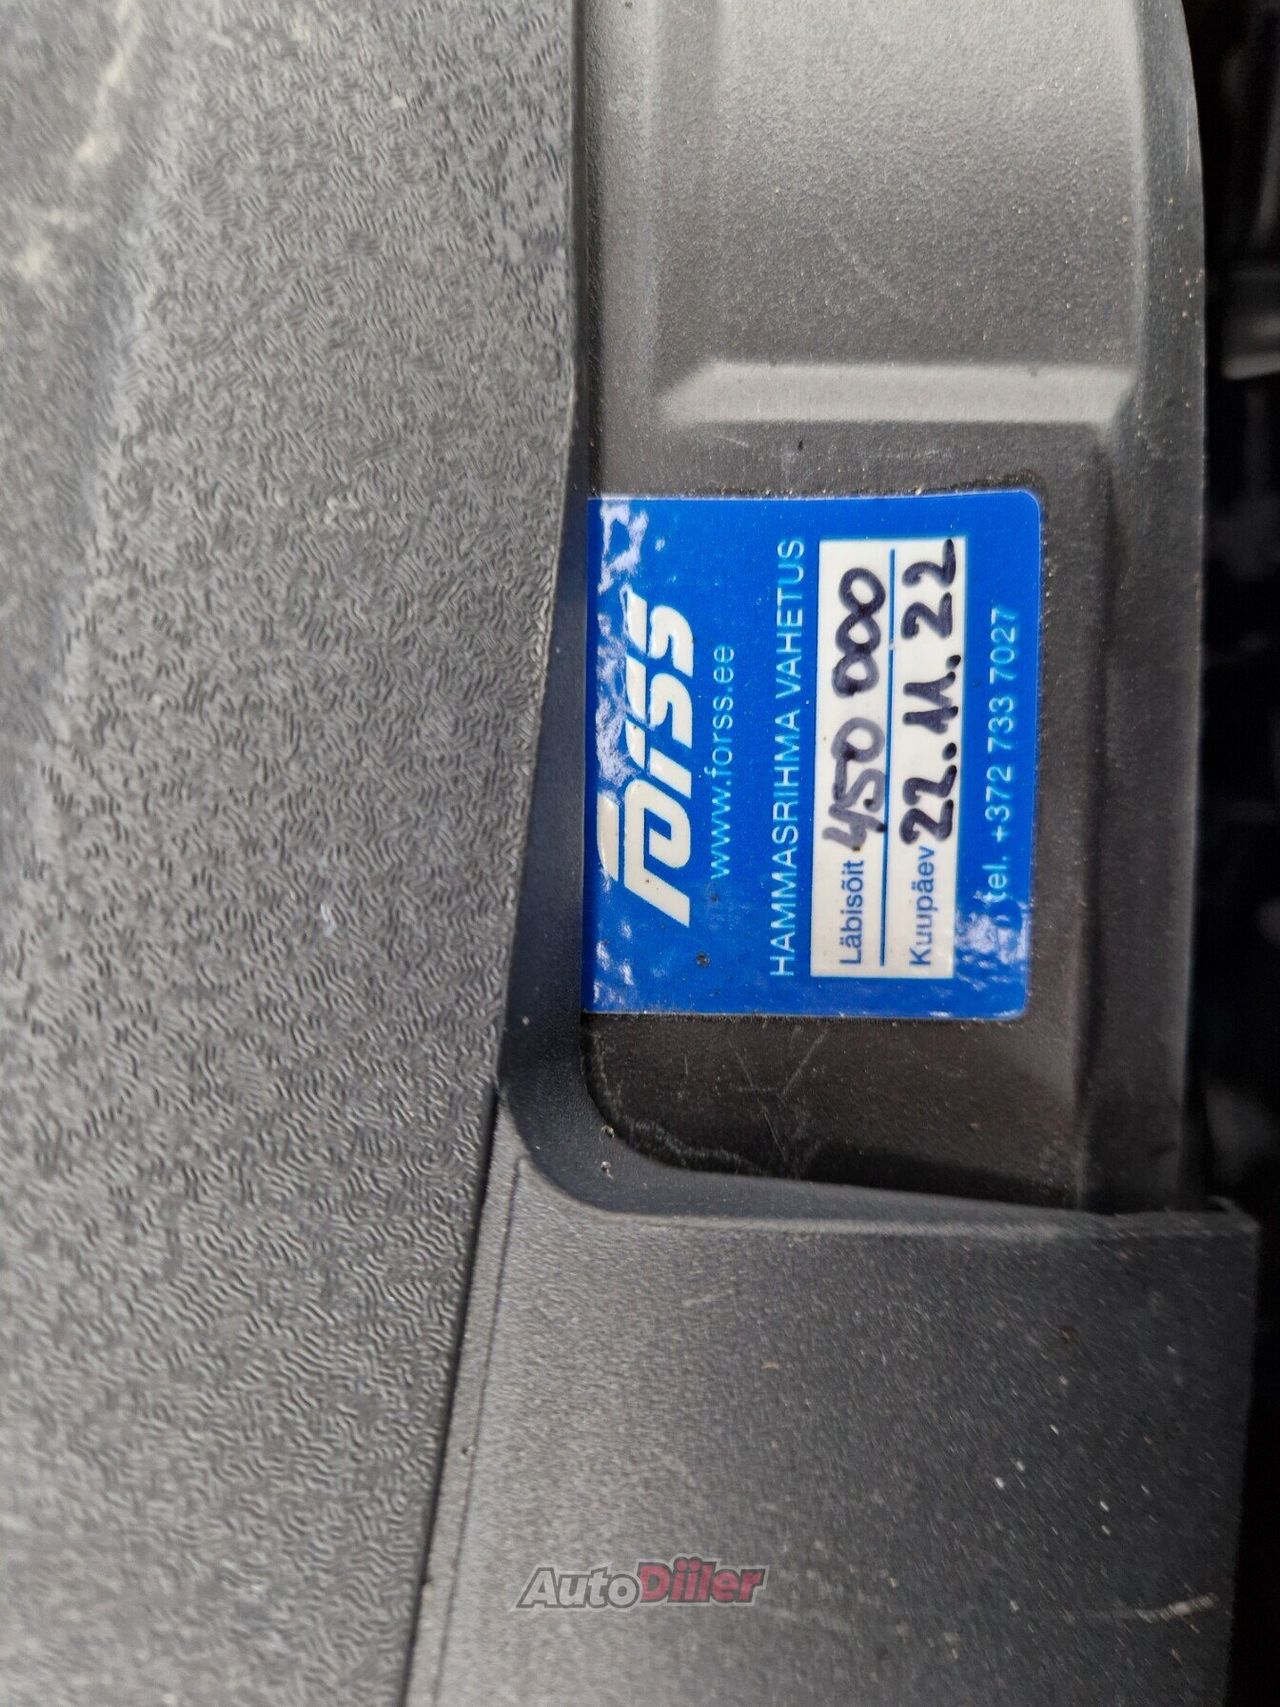 forss
www.forss.ee
HAMMASRIHMA VAHETUS
Läbisõit 450 000
Kuupäev 22.11.22
tel. +372 733 7027
AutoDiiler